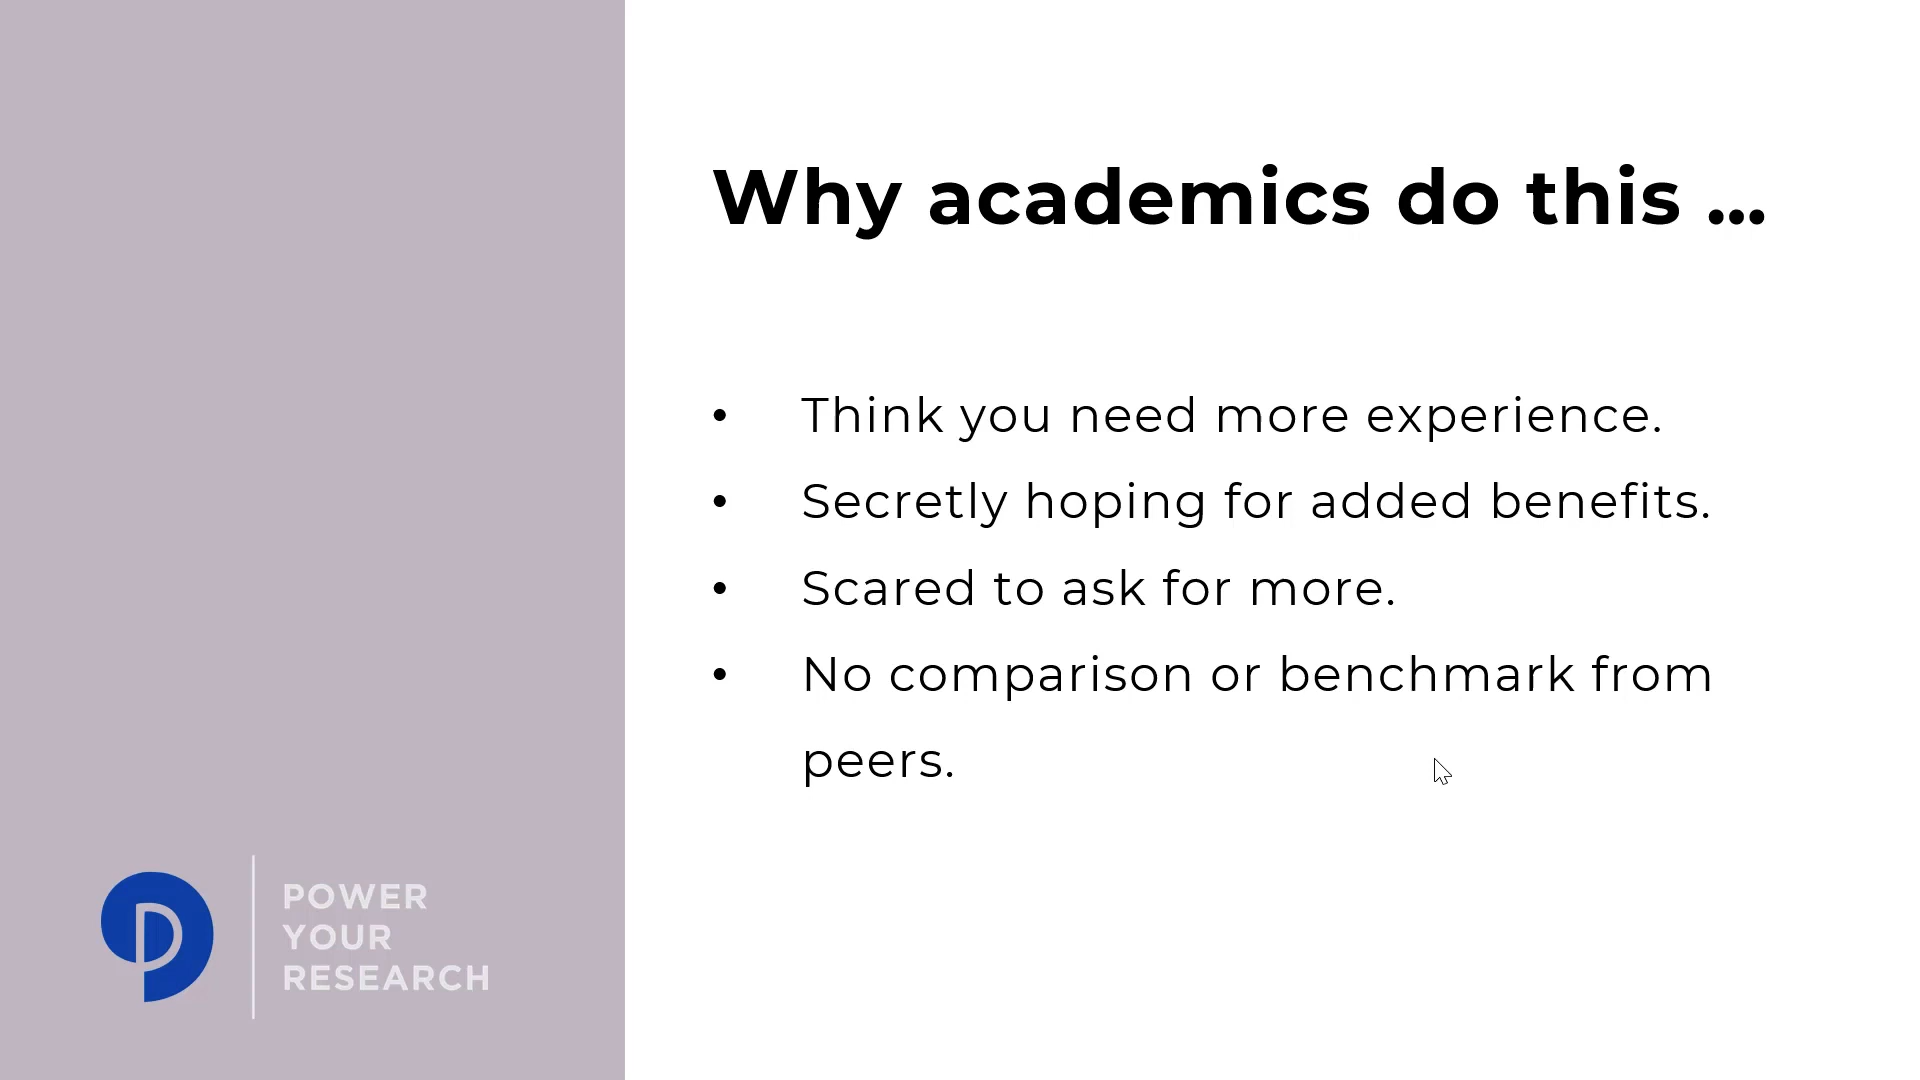 Why academics do this ...
• Think you need more experience.
• Secretly hoping for added benefits.
• Scared to ask for more.
• No comparison or benchmark from
peers.
POWER
YOUR
RESEARCH